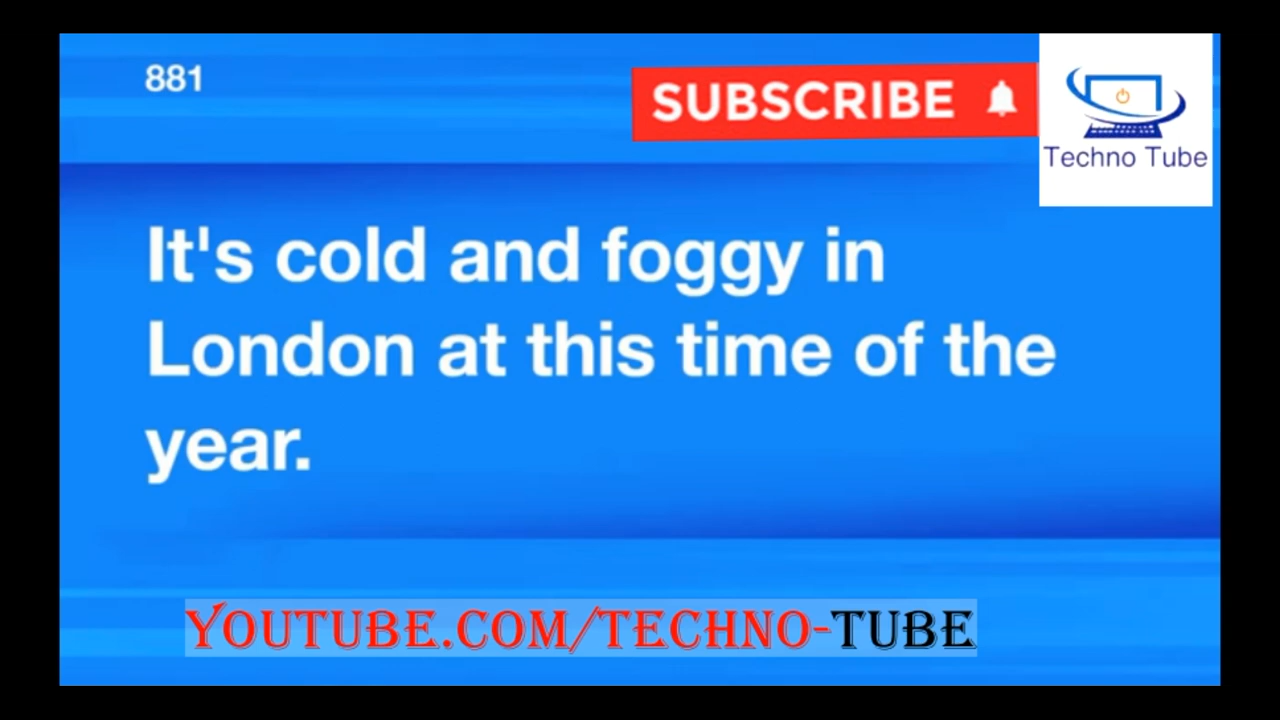 881
SUBSCRIBE
Techno Tube
It's cold and foggy in
London at this time of the
year.
YOUTUBE.COM/TECHNO-TUBE